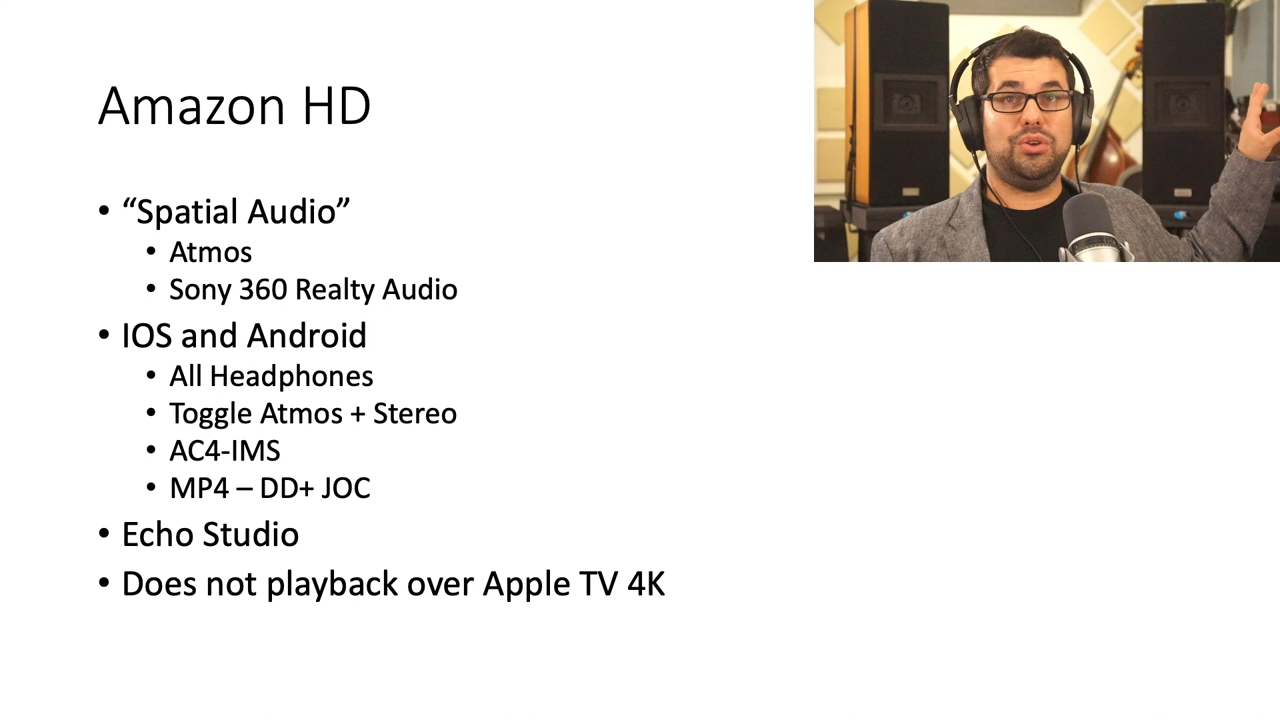 Amazon HD
• “Spatial Audio”
• Atmos
• Sony 360 Realty Audio
• IOS and Android
• All Headphones
• Toggle Atmos + Stereo
• AC4-IMS
• MP4 – DD+ JOC
• Echo Studio
• Does not playback over Apple TV 4K